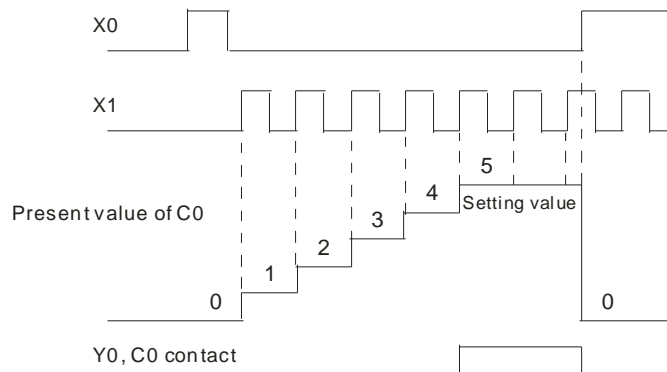 X0
X1
5
4
Setting value
Present value of C0
3
2
1
0
0
Y0, C0 contact